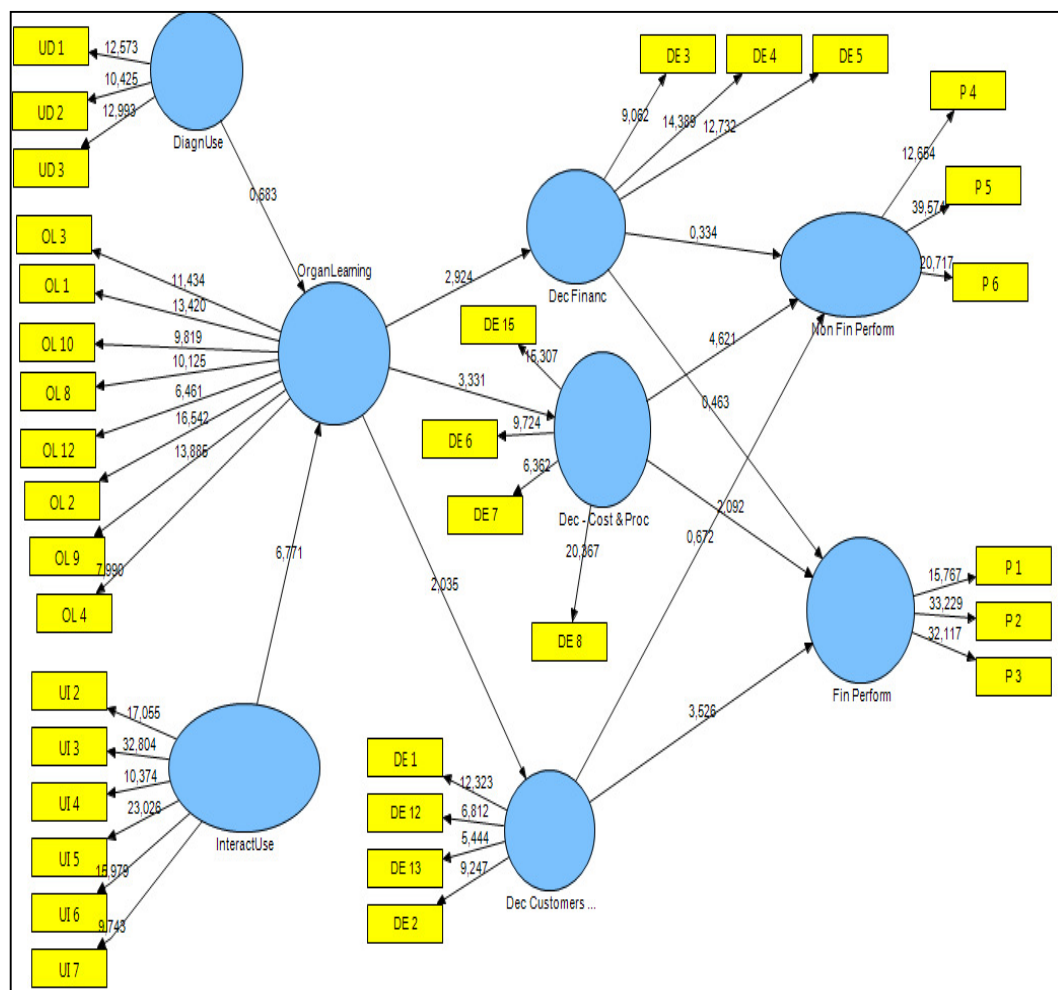 UD 1
12,573
UD 2
10,425
UD 3
12,993
DiagnUse
0,683
OL 3
11,434
OL 1
13,420
OL 10
9,819
OL 8
10,125
OL 12
6,461
OL 2
16,542
OL 9
13,885
OL 4
7,990
OrganLearning
6,771
UI 2
17,055
UI 3
32,804
UI 4
10,374
UI 5
23,026
UI 6
15,979
UI 7
9,743
InteractUse
2,924
3,331
2,035
DE 3
9,062
DE 4
14,389
DE 5
12,732
Dec Financ
0,334
0,463
DE 15
15,307
DE 6
9,724
DE 7
6,362
DE 8
20,367
Dec - Cost & Proc
4,621
2,092
DE 1
12,323
DE 12
6,812
DE 13
5,444
DE 2
9,247
Dec Customers ...
0,672
3,526
P 4
12,654
P 5
39,574
P 6
20,717
Non Fin Perform
P 1
15,767
P 2
33,229
P 3
32,117
Fin Perform